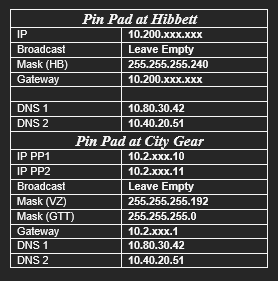 Pin Pad at Hibbett
IP 10.200.xxx.xxx
Broadcast Leave Empty
Mask (HB) 255.255.255.240
Gateway 10.200.xxx.xxx
DNS 1 10.80.30.42
DNS 2 10.40.20.51
Pin Pad at City Gear
IP PP1 10.2.xxx.10
IP PP2 10.2.xxx.11
Broadcast Leave Empty
Mask (VZ) 255.255.255.192
Mask (GTT) 255.255.255.0
Gateway 10.2.xxx.1
DNS 1 10.80.30.42
DNS 2 10.40.20.51